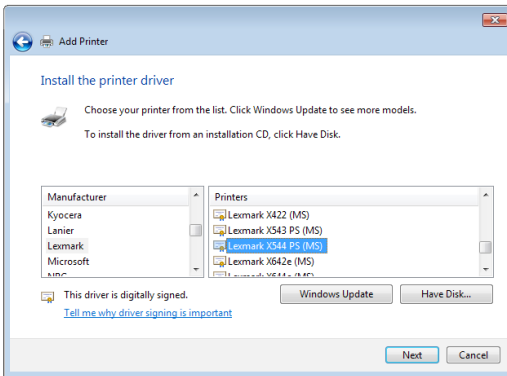 Add Printer
Install the printer driver
Choose your printer from the list. Click Windows Update to see more models.
To install the driver from an installation CD, click Have Disk.
Manufacturer
Kyocera
Lanier
Lexmark
Microsoft
Printers
Lexmark X422 (MS)
Lexmark X543 PS (MS)
Lexmark X544 PS (MS)
Lexmark X642e (MS)
This driver is digitally signed.
Tell me why driver signing is important
Windows Update
Have Disk...
Next
Cancel